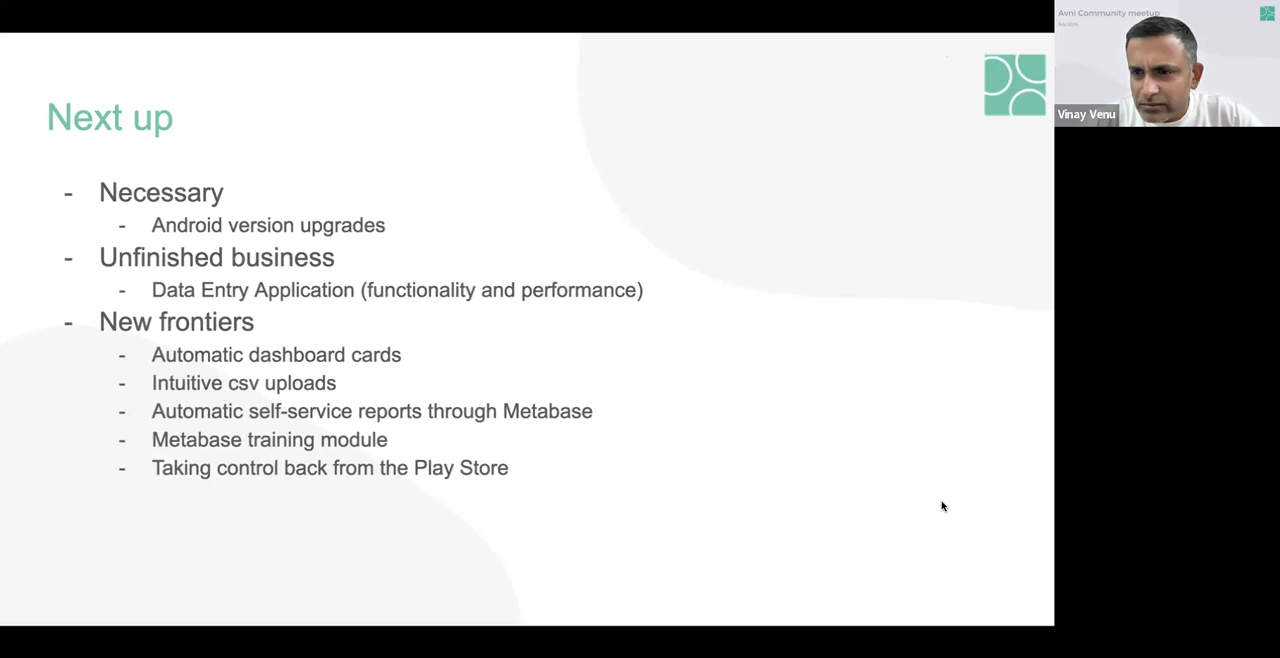 Next up
- Necessary
- Android version upgrades
- Unfinished business
- Data Entry Application (functionality and performance)
- New frontiers
- Automatic dashboard cards
- Intuitive csv uploads
- Automatic self-service reports through Metabase
- Metabase training module
- Taking control back from the Play Store
Avni Community meetup
Vinay Venu